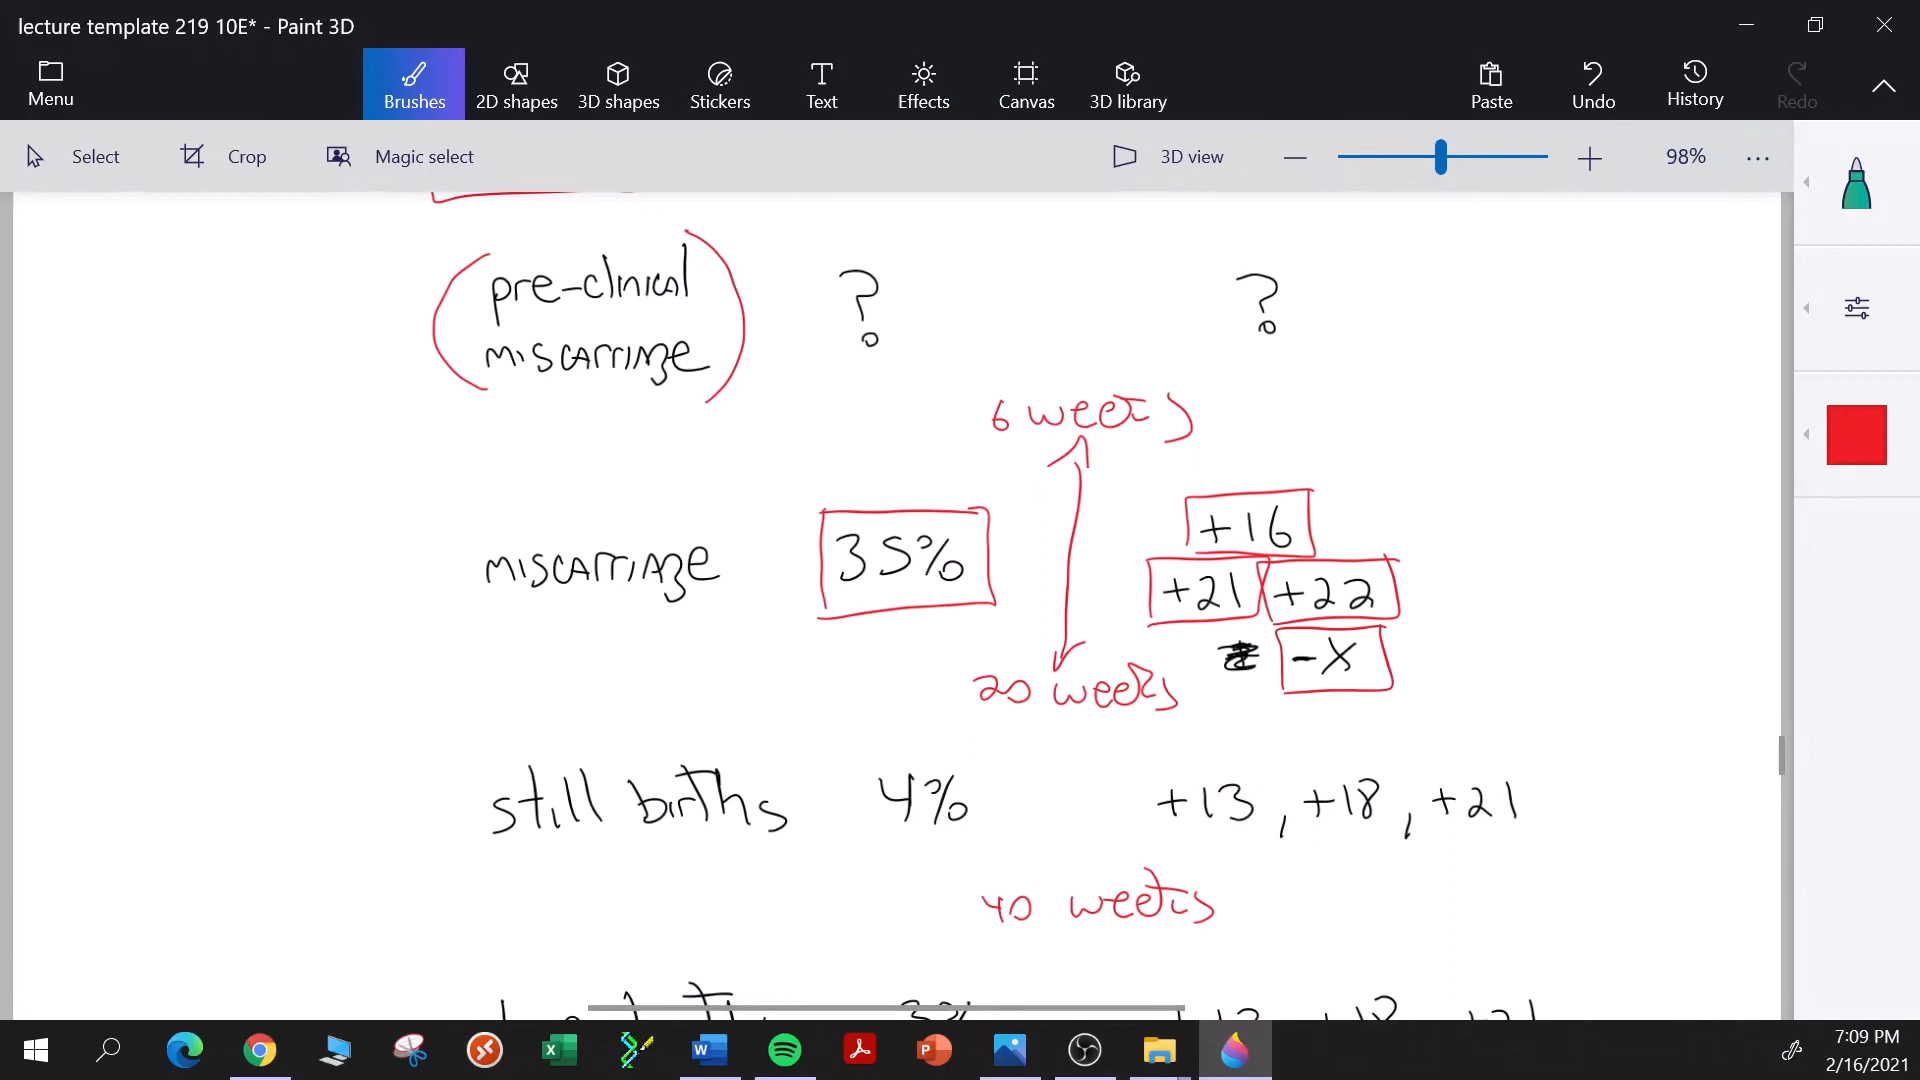 lecture template 219 10E* - Paint 3D
Menu
Brushes
2D shapes
3D shapes
Stickers
Text
Effects
Canvas
3D library
Paste
Undo
History
Redo
Select
Crop
Magic select
3D view
98%
pre-clinical ? ?
miscarriage
6 weeks
+16
miscarriage 35% +21 +22
-X
20 weeks
still births 4% +13, +18, +21
40 weeks
7:09 PM
2/16/2021